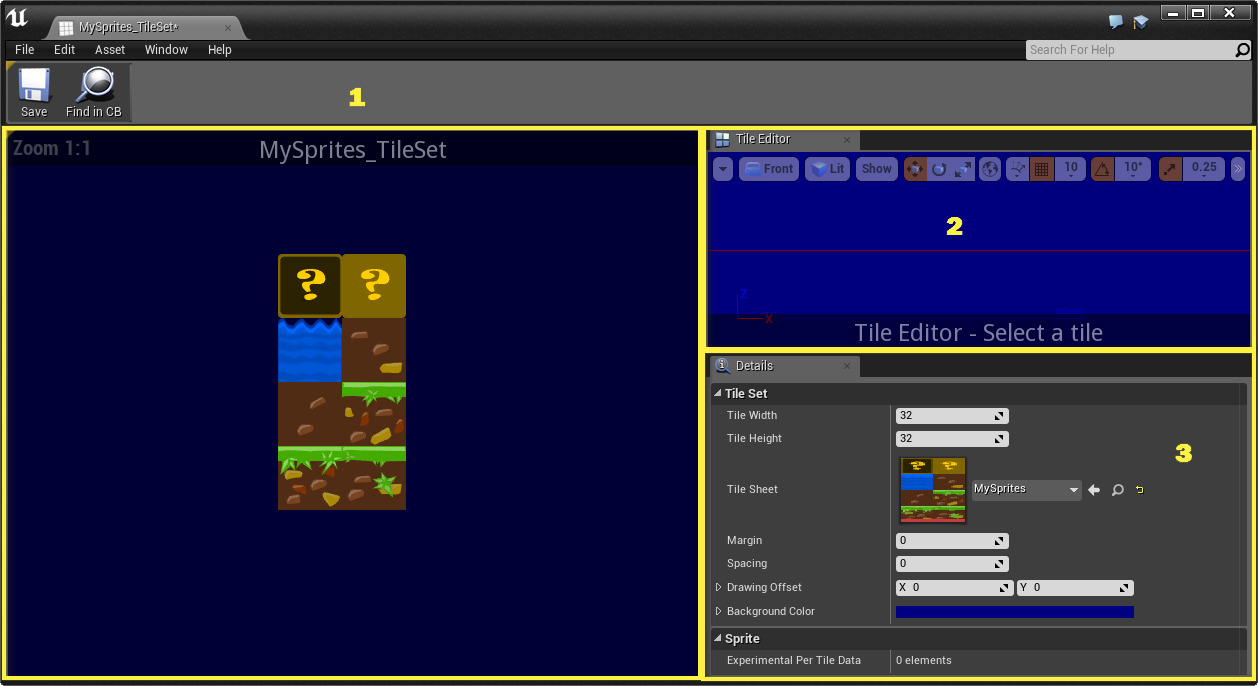 MySprites_TileSet*
File Edit Asset Window Help
Search For Help
Save Find in CB
1
Zoom 1:1
MySprites_TileSet
? ?
Tile Editor
Front Lit Show 10 10° 0.25
2
Z
X
Tile Editor - Select a tile
Details
Tile Set
Tile Width 32
Tile Height 32
3
Tile Sheet MySprites
Margin 0
Spacing 0
Drawing Offset X 0 Y 0
Background Color
Sprite
Experimental Per Tile Data 0 elements